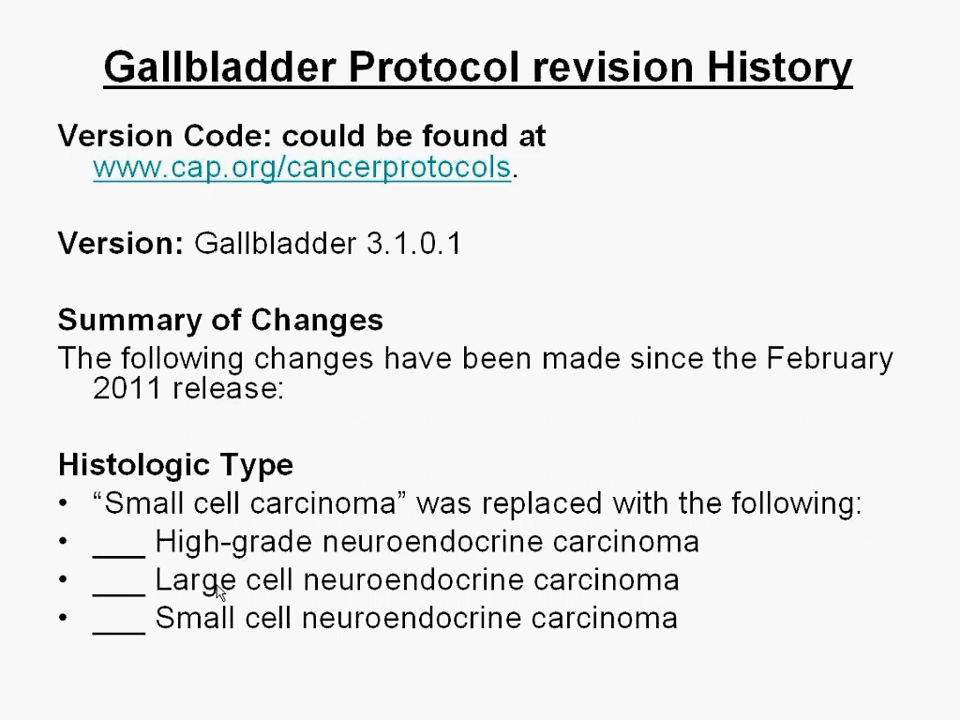 Gallbladder Protocol revision History
Version Code: could be found at
www.cap.org/cancerprotocols.
Version: Gallbladder 3.1.0.1
Summary of Changes
The following changes have been made since the February
2011 release:
Histologic Type
• “Small cell carcinoma” was replaced with the following:
• ___ High-grade neuroendocrine carcinoma
• ___ Large cell neuroendocrine carcinoma
• ___ Small cell neuroendocrine carcinoma